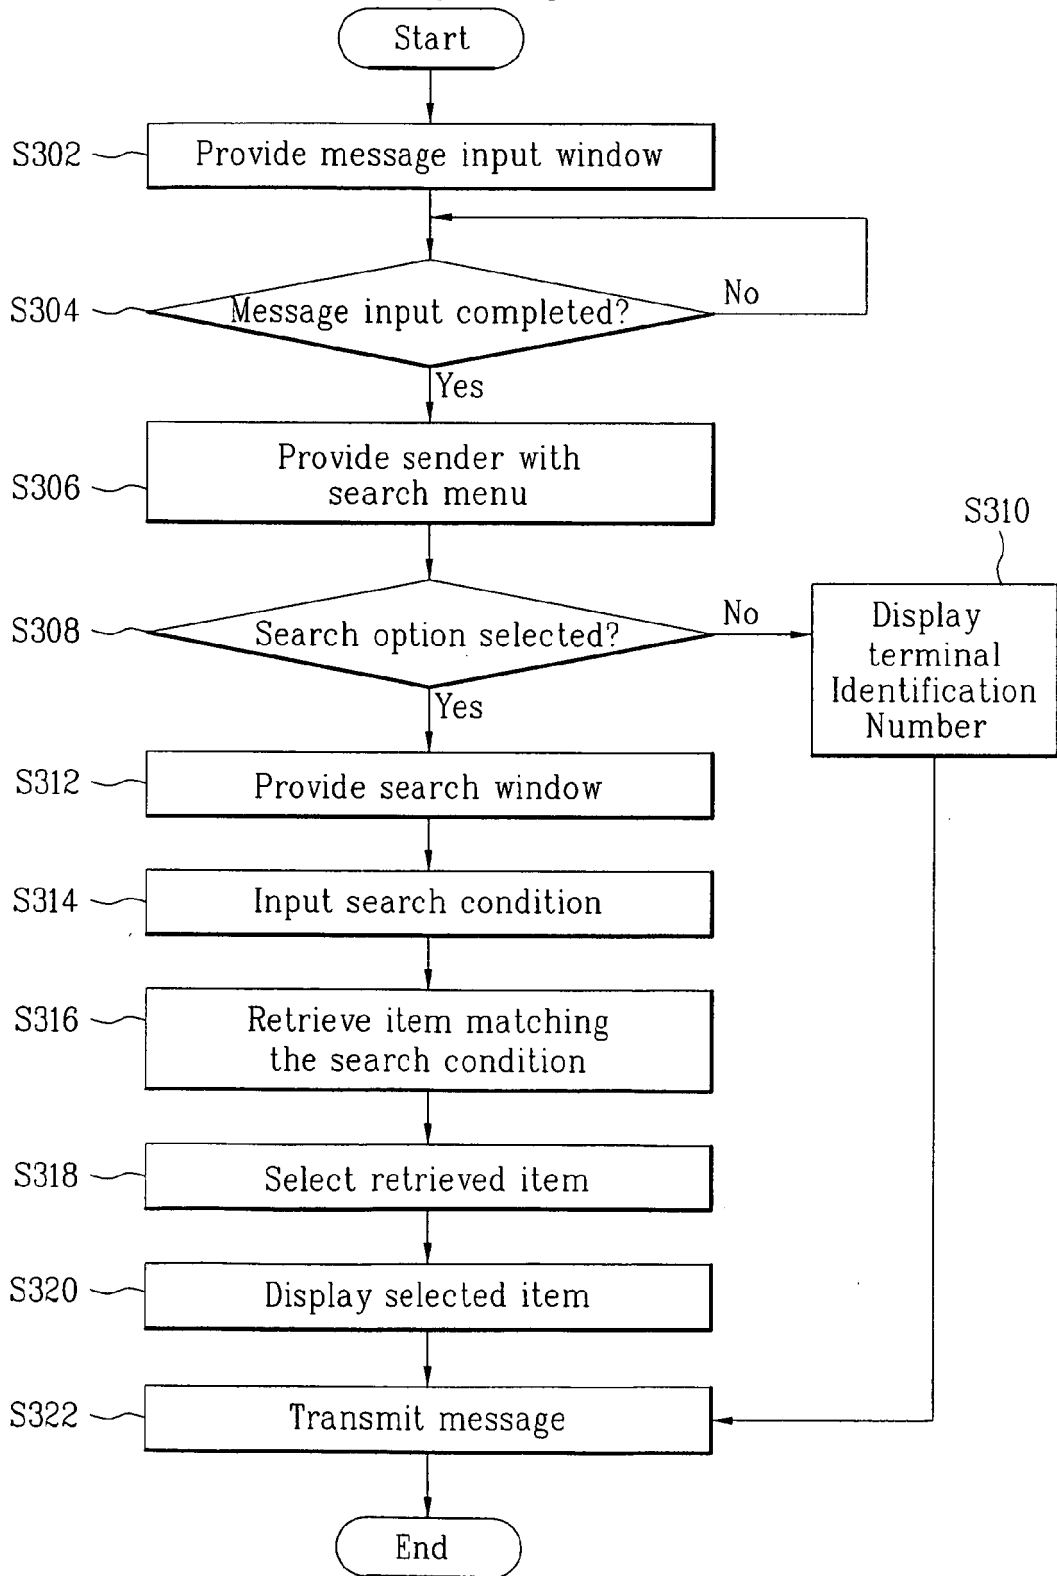 Start
S302
Provide message input window
S304
Message input completed?
No
Yes
S306
Provide sender with
search menu
S310
S308
Search option selected?
No
Display
terminal
Identification
Number
Yes
S312
Provide search window
S314
Input search condition
S316
Retrieve item matching
the search condition
S318
Select retrieved item
S320
Display selected item
S322
Transmit message
End